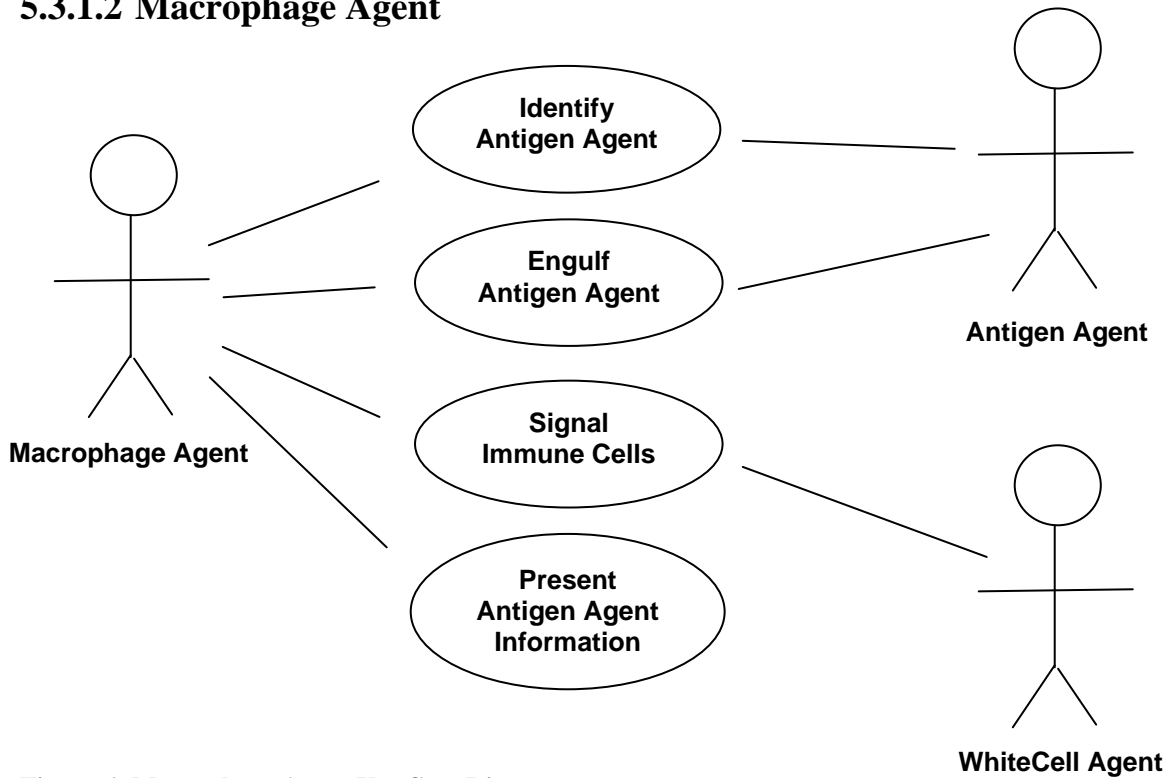 5.3.1.2 Macrophage Agent
Identify
Antigen Agent
Engulf
Antigen Agent
Antigen Agent
Signal
Immune Cells
Macrophage Agent
Present
Antigen Agent
Information
WhiteCell Agent